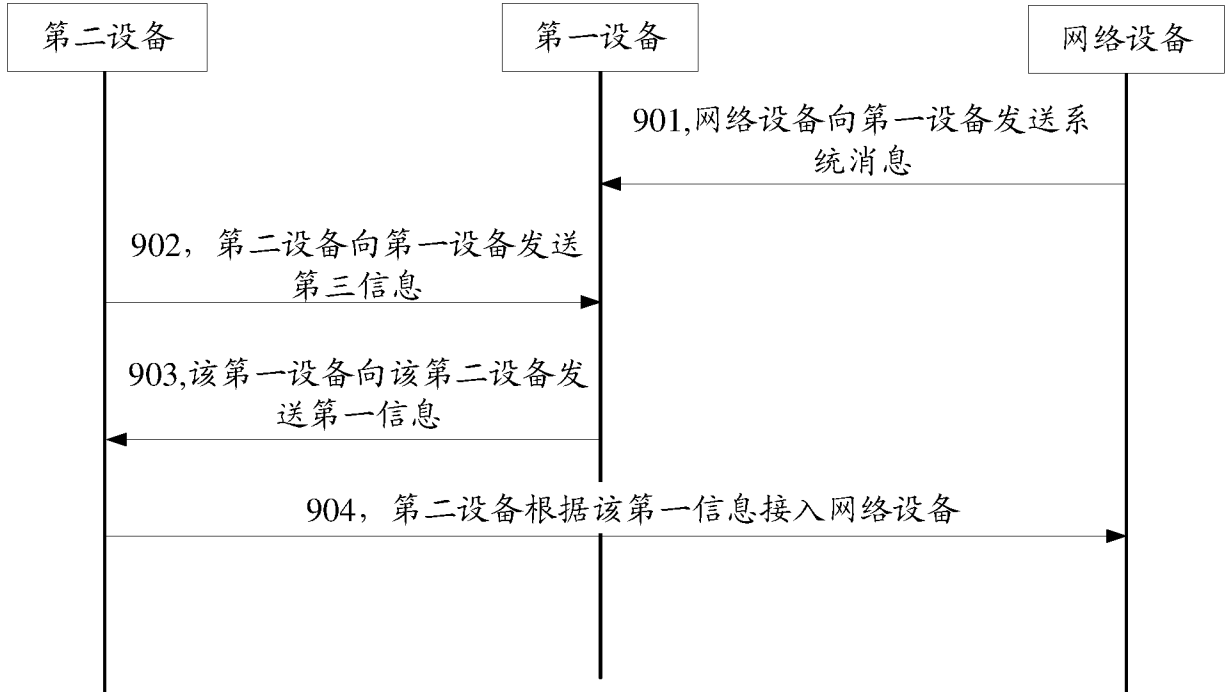 第二设备
第一设备
网络设备
901,网络设备向第一设备发送系
统消息
902，第二设备向第一设备发送
第三信息
903,该第一设备向该第二设备发
送第一信息
904，第二设备根据该第一信息接入网络设备